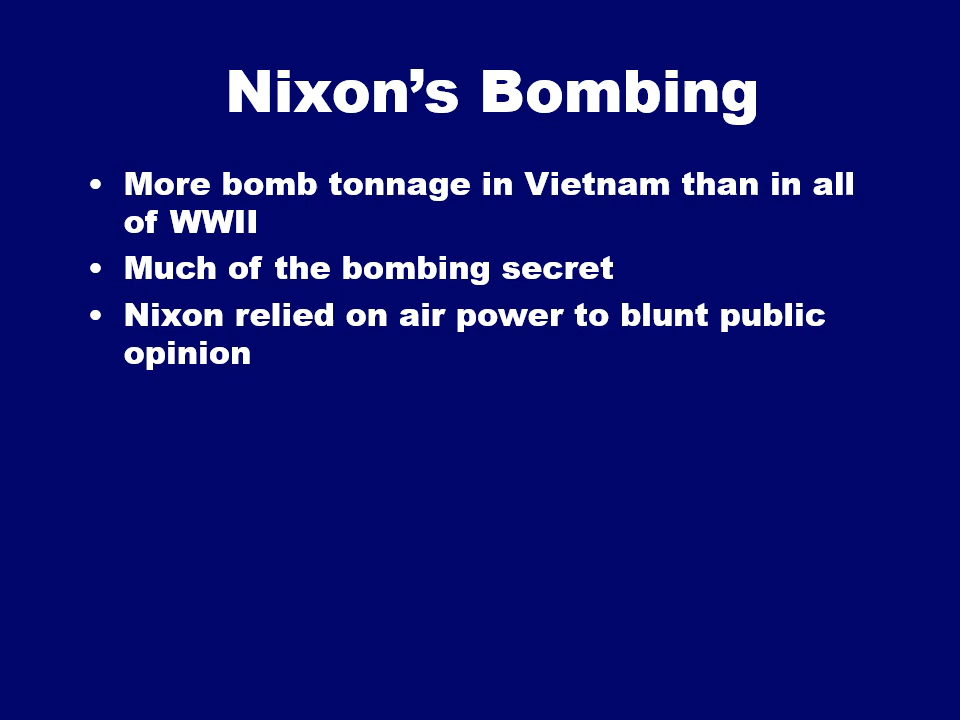 Nixon’s Bombing
• More bomb tonnage in Vietnam than in all
of WWII
• Much of the bombing secret
• Nixon relied on air power to blunt public
opinion